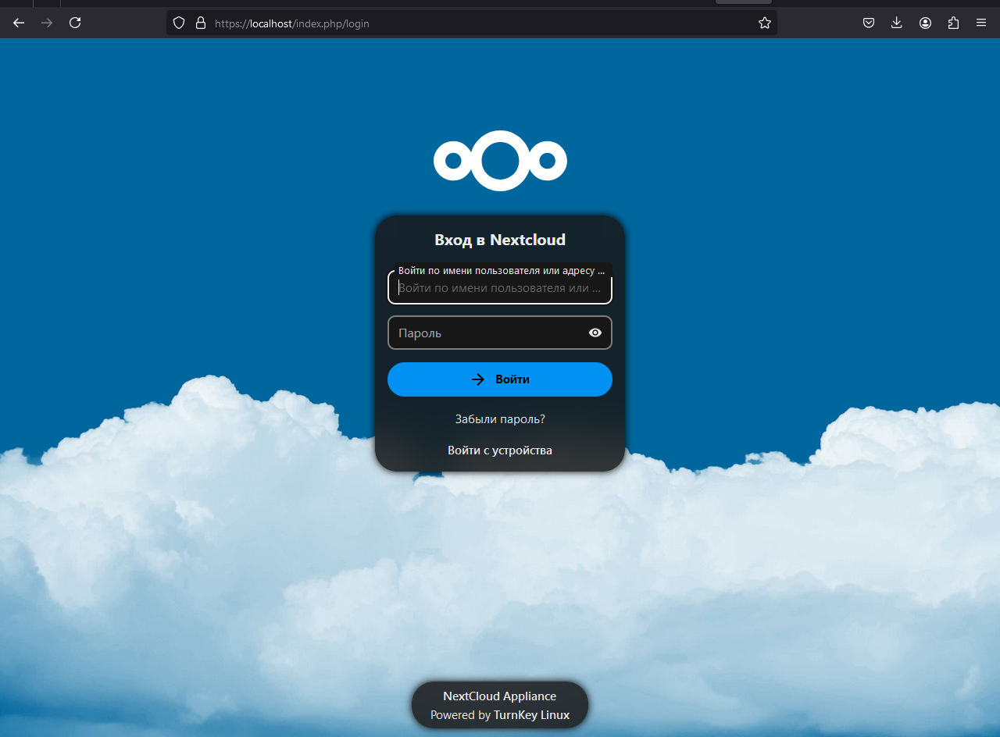 https://localhost/index.php/login
Вход в Nextcloud
Войти по имени пользователя или адресу ...
Войти по имени пользователя или ...
Пароль
Войти
Забыли пароль?
Войти с устройства
NextCloud Appliance
Powered by TurnKey Linux